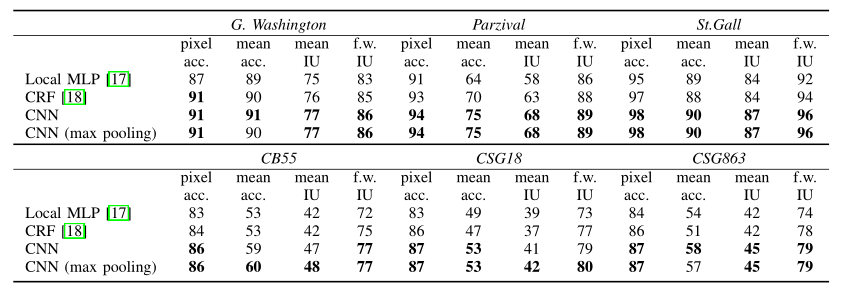 G. Washington Parzival St.Gall
pixel mean mean f.w. pixel mean mean f.w. pixel mean mean f.w.
acc. acc. IU IU acc. acc. IU IU acc. acc. IU IU
Local MLP [17] 87 89 75 83 91 64 58 86 95 89 84 92
CRF [18] 91 90 76 85 93 70 63 88 97 88 84 94
CNN 91 91 77 86 94 75 68 89 98 90 87 96
CNN (max pooling) 91 90 77 86 94 75 68 89 98 90 87 96
CB55 CSG18 CSG863
pixel mean mean f.w. pixel mean mean f.w. pixel mean mean f.w.
acc. acc. IU IU acc. acc. IU IU acc. acc. IU IU
Local MLP [17] 83 53 42 72 83 49 39 73 84 54 42 74
CRF [18] 84 53 42 75 86 47 37 77 86 51 42 78
CNN 86 59 47 77 87 53 41 79 87 58 45 79
CNN (max pooling) 86 60 48 77 87 53 42 80 87 57 45 79